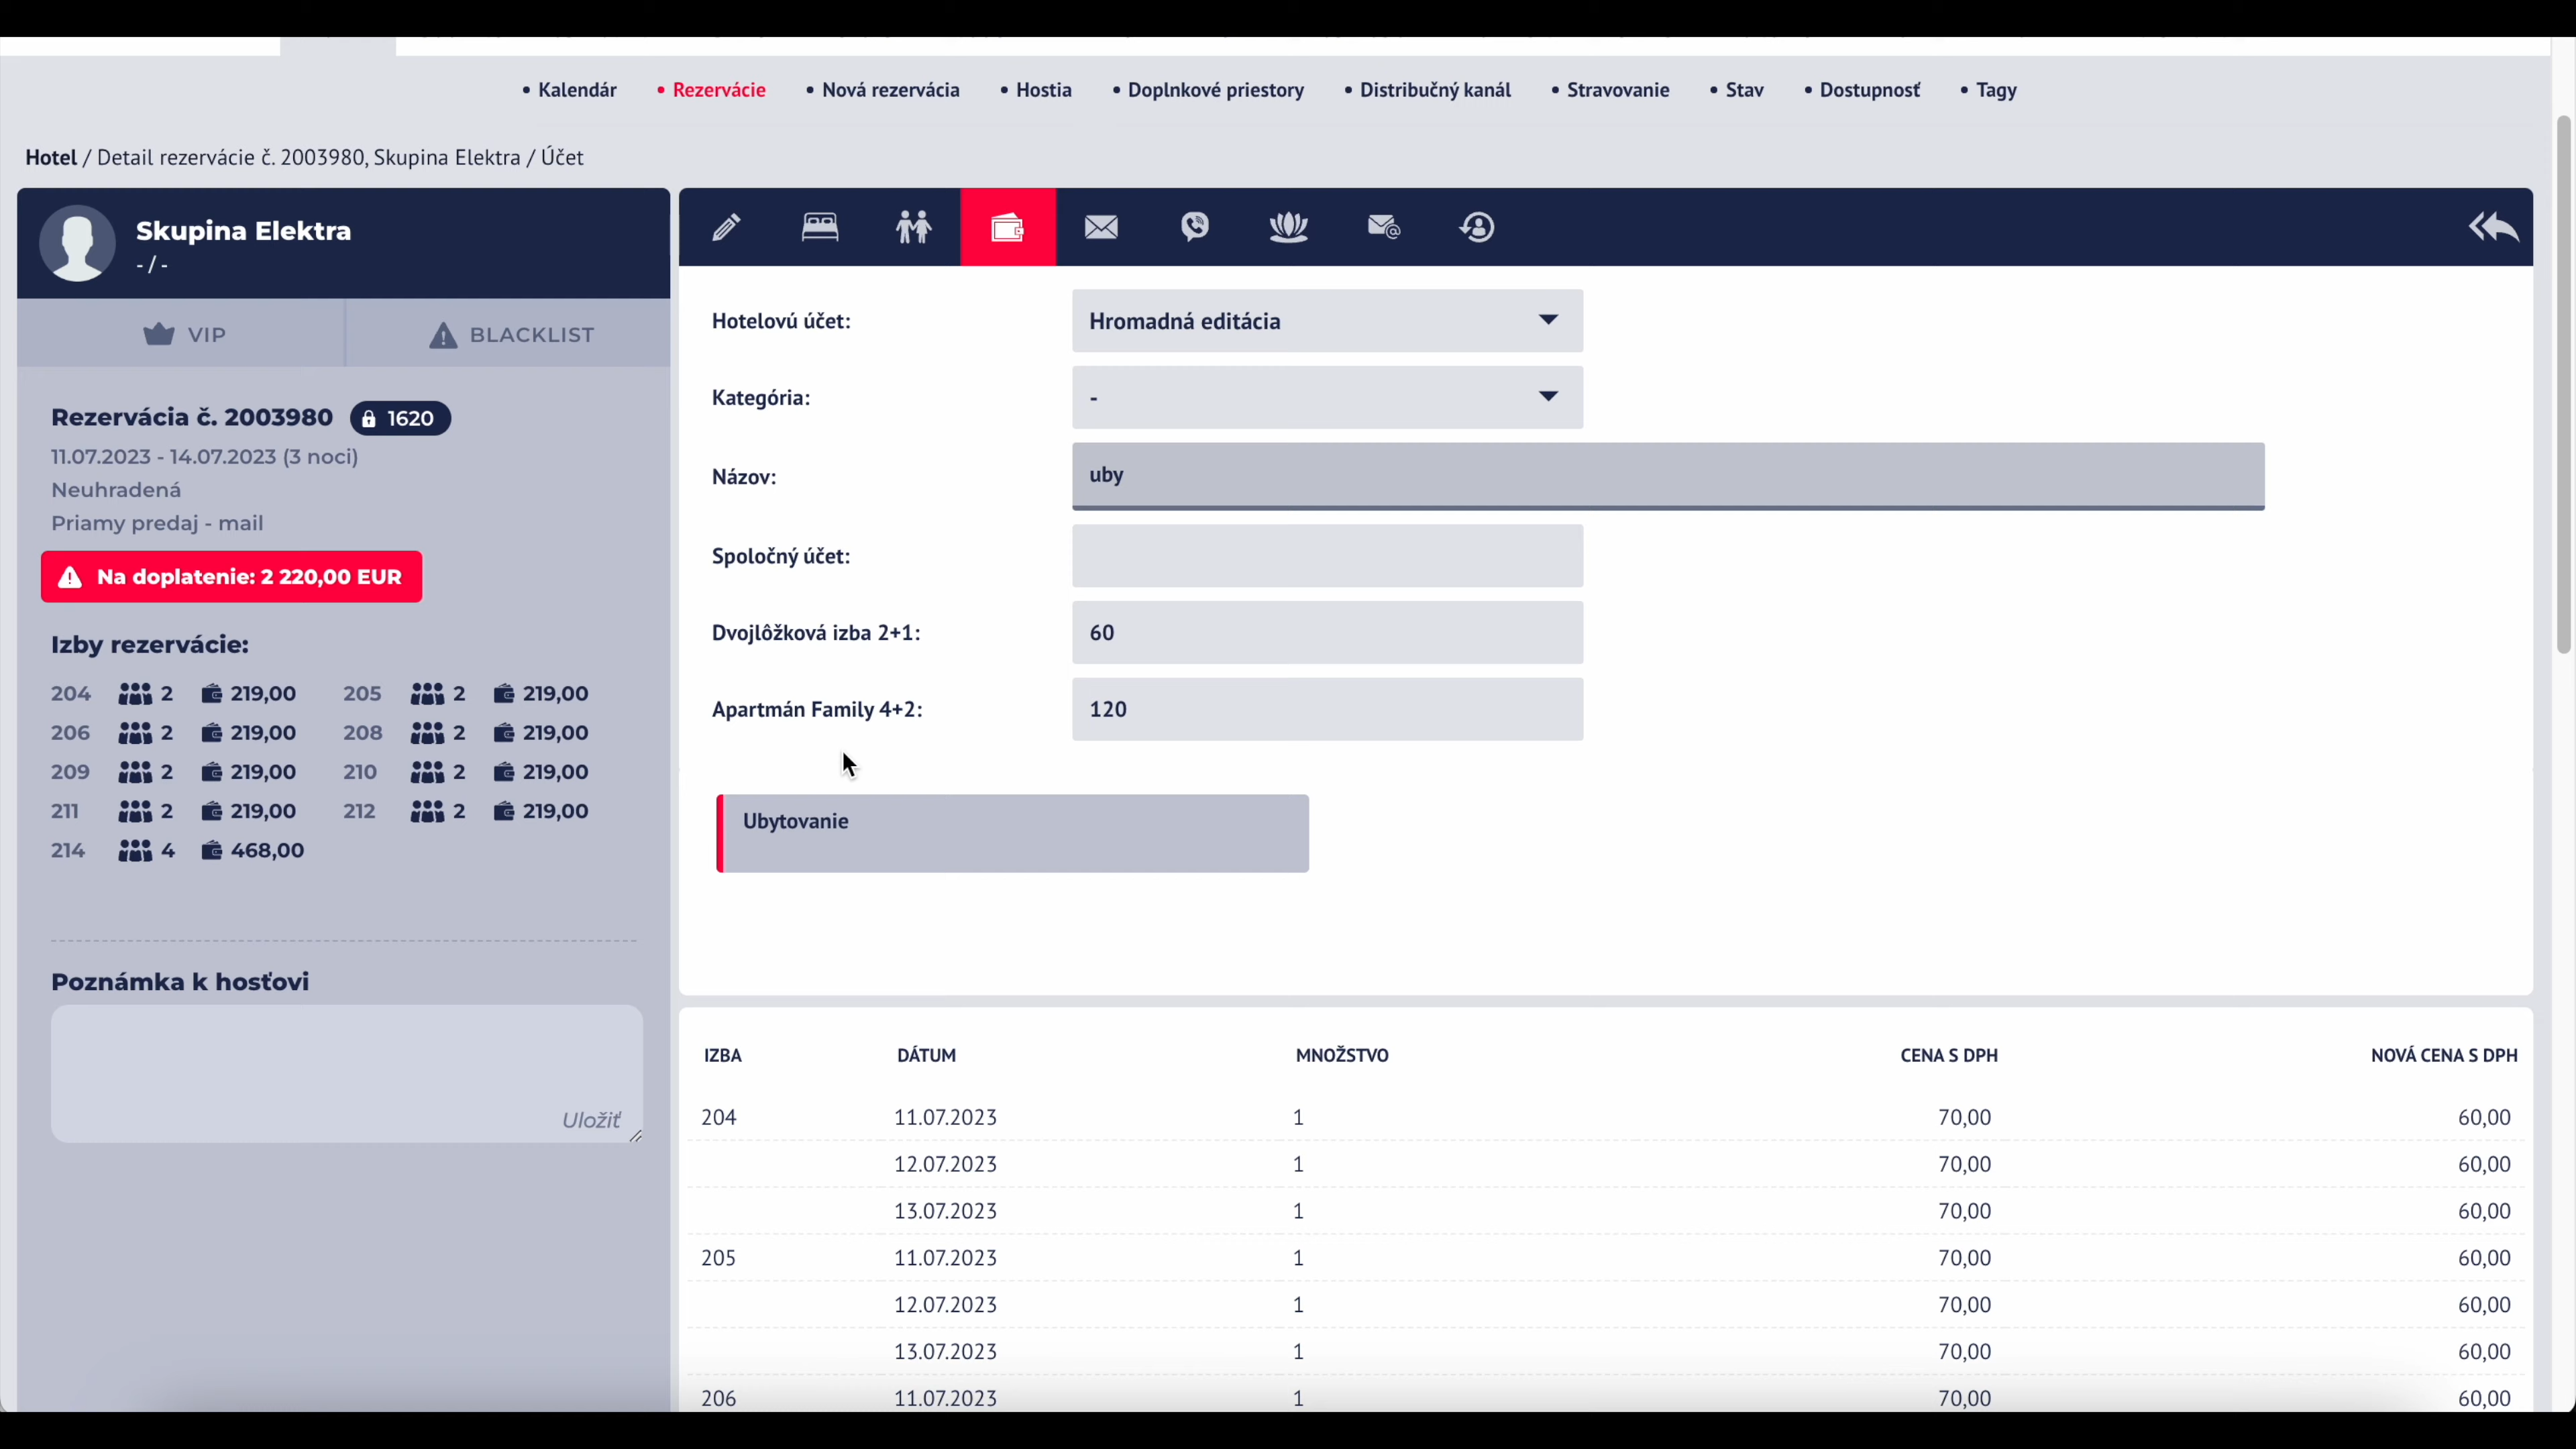 • Kalendár • Rezervácie • Nová rezervácia • Hostia • Doplnkové priestory • Distribučný kanál • Stravovanie • Stav • Dostupnosť • Tagy
Hotel / Detail rezervácie č. 2003980, Skupina Elektra / Účet
Skupina Elektra
- / -
VIP BLACKLIST
Rezervácia č. 2003980 1620
11.07.2023 - 14.07.2023 (3 noci)
Neuhradená
Priamy predaj - mail
Na doplatenie: 2 220,00 EUR
Izby rezervácie:
204 2 219,00 205 2 219,00
206 2 219,00 208 2 219,00
209 2 219,00 210 2 219,00
211 2 219,00 212 2 219,00
214 4 468,00
Poznámka k hosťovi
Uložiť
Hotelovú účet: Hromadná editácia
Kategória: -
Názov: uby
Spoločný účet:
Dvojlôžková izba 2+1: 60
Apartmán Family 4+2: 120
Ubytovanie
IZBA DÁTUM MNOŽSTVO CENA S DPH NOVÁ CENA S DPH
204 11.07.2023 1 70,00 60,00
12.07.2023 1 70,00 60,00
13.07.2023 1 70,00 60,00
205 11.07.2023 1 70,00 60,00
12.07.2023 1 70,00 60,00
13.07.2023 1 70,00 60,00
206 11.07.2023 1 70,00 60,00